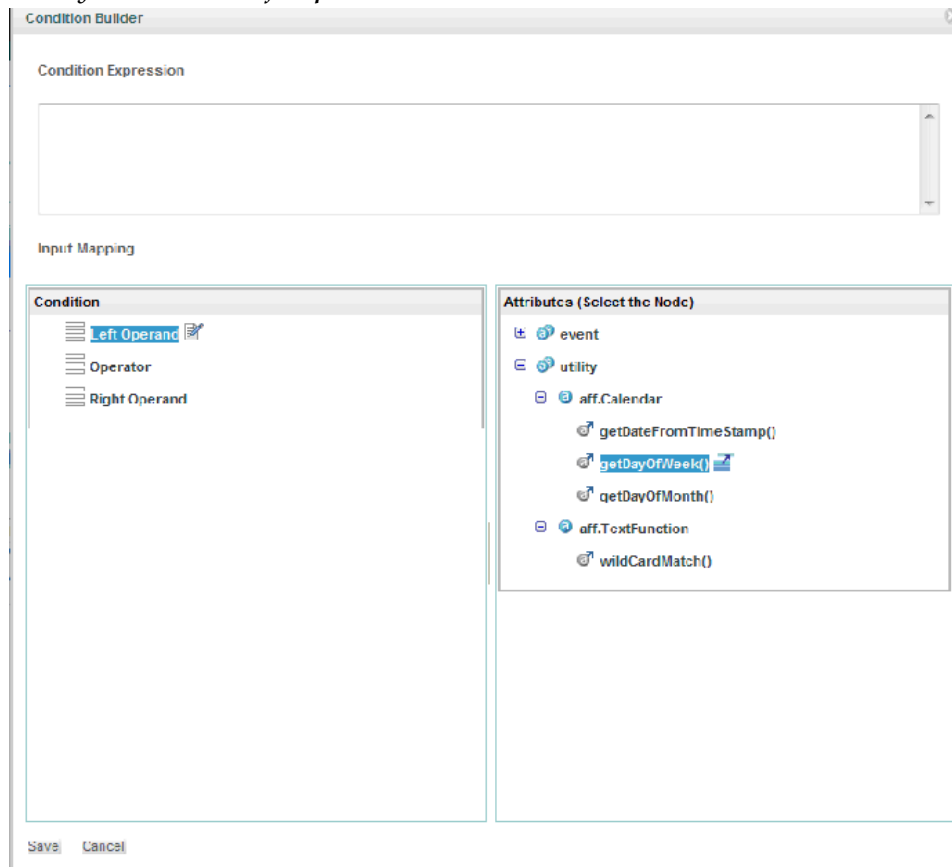 Condition Builder
Condition Expression
Input Mapping
Condition
Left Operand
Operator
Right Operand
Attributes (Select the Node)
event
utility
aff.Calendar
getDateFromTimeStamp()
getDayOfWeek()
getDayOfMonth()
aff.TextFunction
wildCardMatch()
Save Cancel